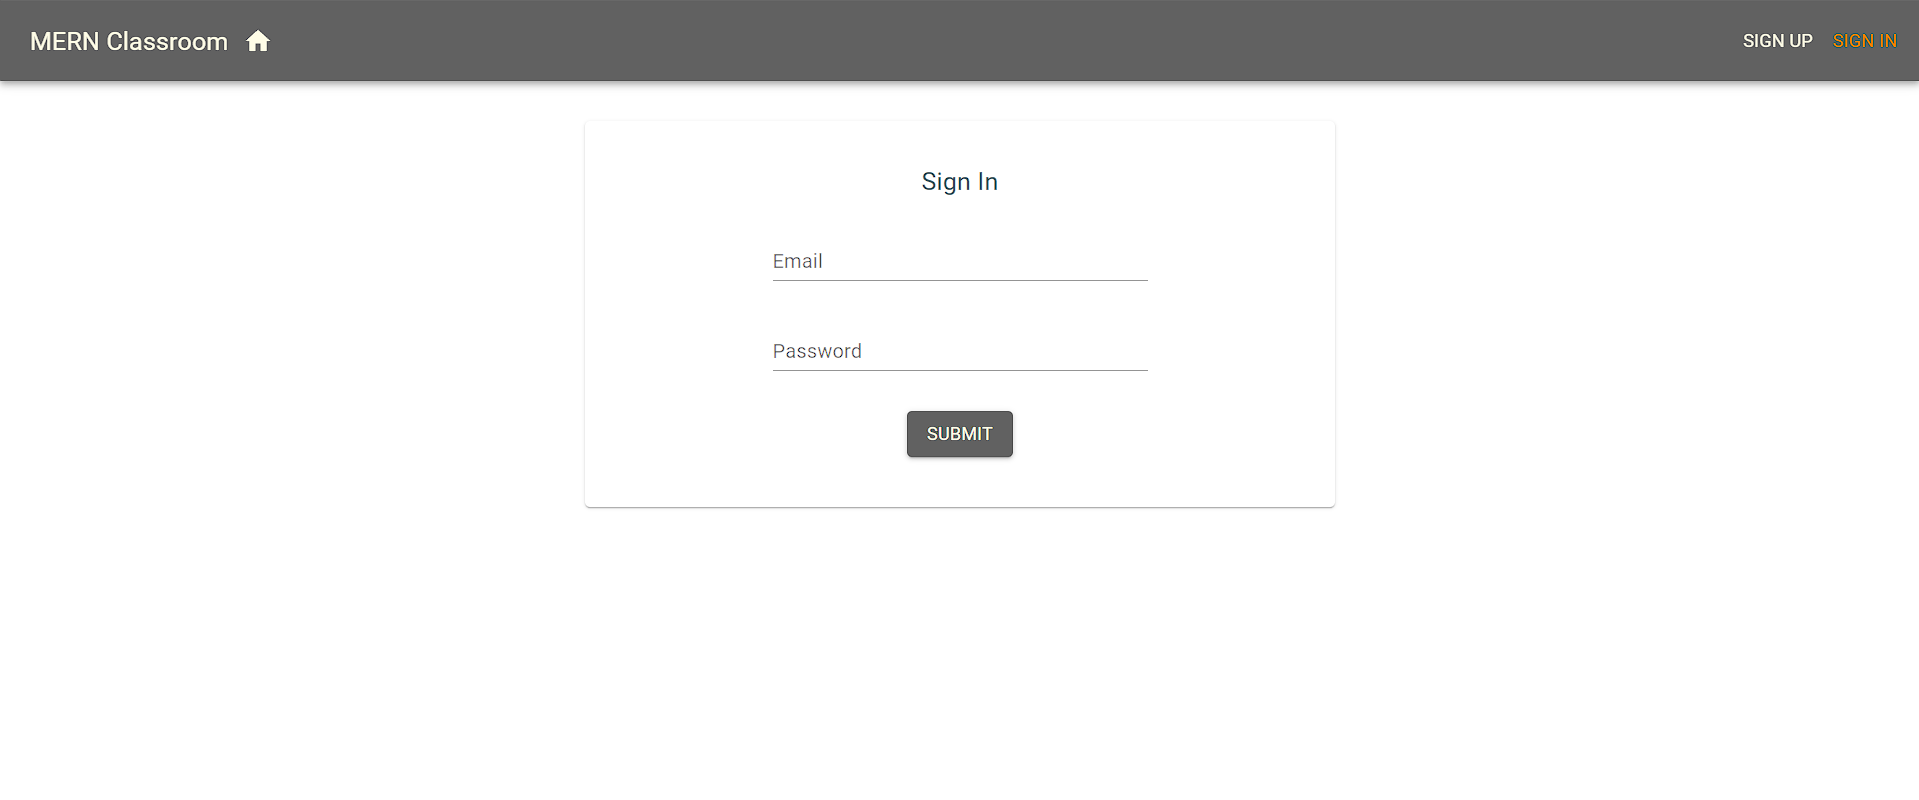 MERN Classroom
SIGN UP SIGN IN
Sign In
Email
Password
SUBMIT